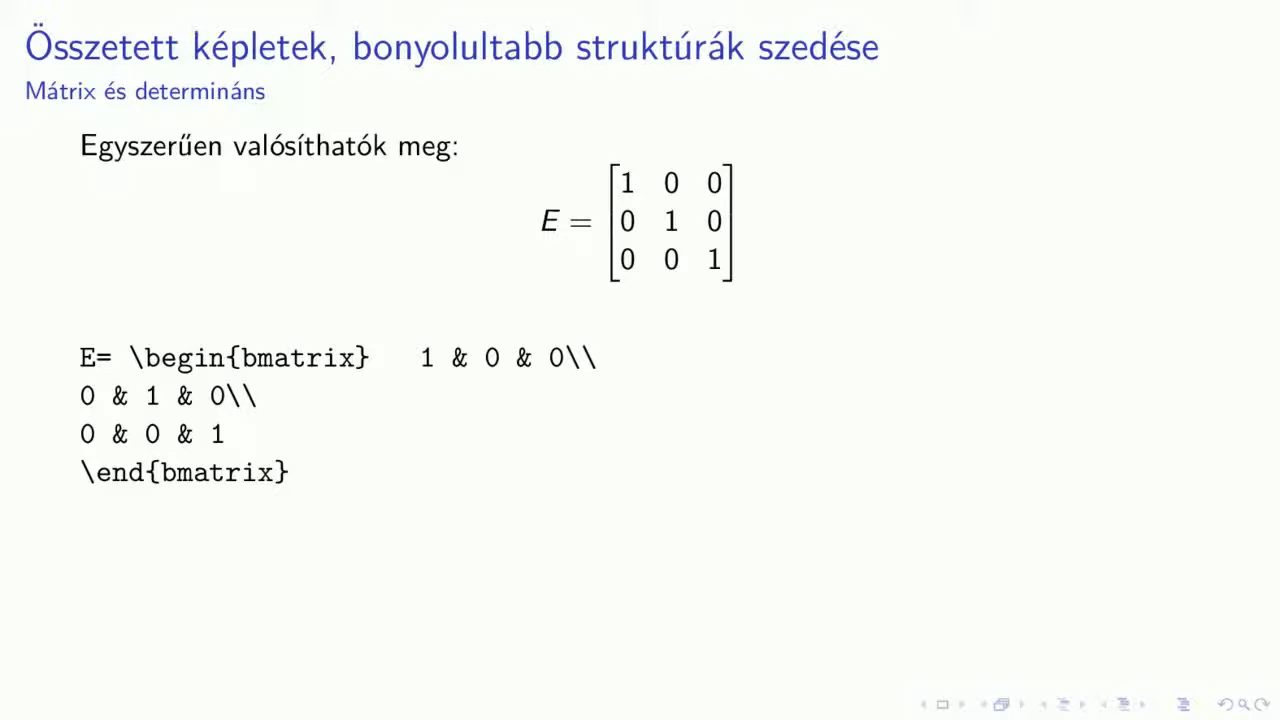 Összetett képletek, bonyolultabb struktúrák szedése
Mátrix és determináns
Egyszerűen valósíthatók meg:
1 0 0
E = 0 1 0
0 0 1
E= \begin{bmatrix} 1 & 0 & 0\\
0 & 1 & 0\\
0 & 0 & 1
\end{bmatrix}